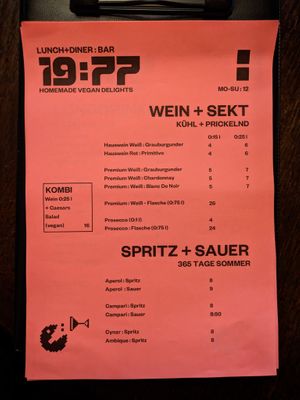 LUNCH+DINER : BAR
19:77
HOMEMADE VEGAN DELIGHTS
MO-SU : 12
WEIN + SEKT
KÜHL + PRICKELND
0:15 l 0:25 l
Hauswein Weiß : Grauburgunder 4 6
Hauswein Rot : Primitive 4 6
Premium Weiß : Grauburgunder 5 7
Premium : Weiß : Chardonnay 5 7
Premium : Weiß : Blanc De Noir 5 7
KOMBI
Wein 0:25 l
+ Caesars
Salad
(vegan) 16
Premium : Weiß - Flasche (0:75 l) 26
Prosecco (0:1 l) 4
Prosecco : Flasche (0:75 l) 24
SPRITZ + SAUER
365 TAGE SOMMER
Aperol : Spritz 8
Aperol : Sauer 9
Campari : Spritz 8
Campari : Sauer 8:90
Cynar : Spritz 8
Ambique : Spritz 8